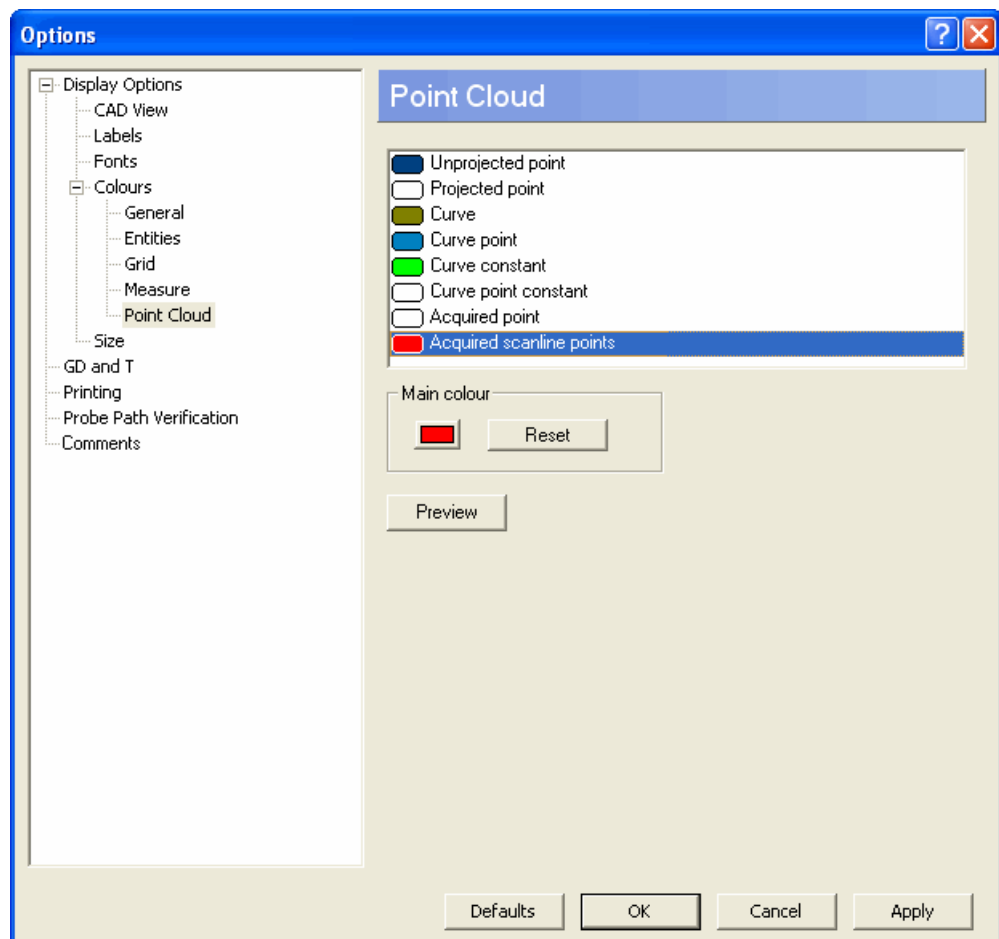 Options
Display Options
CAD View
Labels
Fonts
Colours
General
Entities
Grid
Measure
Point Cloud
Size
GD and T
Printing
Probe Path Verification
Comments
Point Cloud
Unprojected point
Projected point
Curve
Curve point
Curve constant
Curve point constant
Acquired point
Acquired scanline points
Main colour
Reset
Preview
Defaults
OK
Cancel
Apply